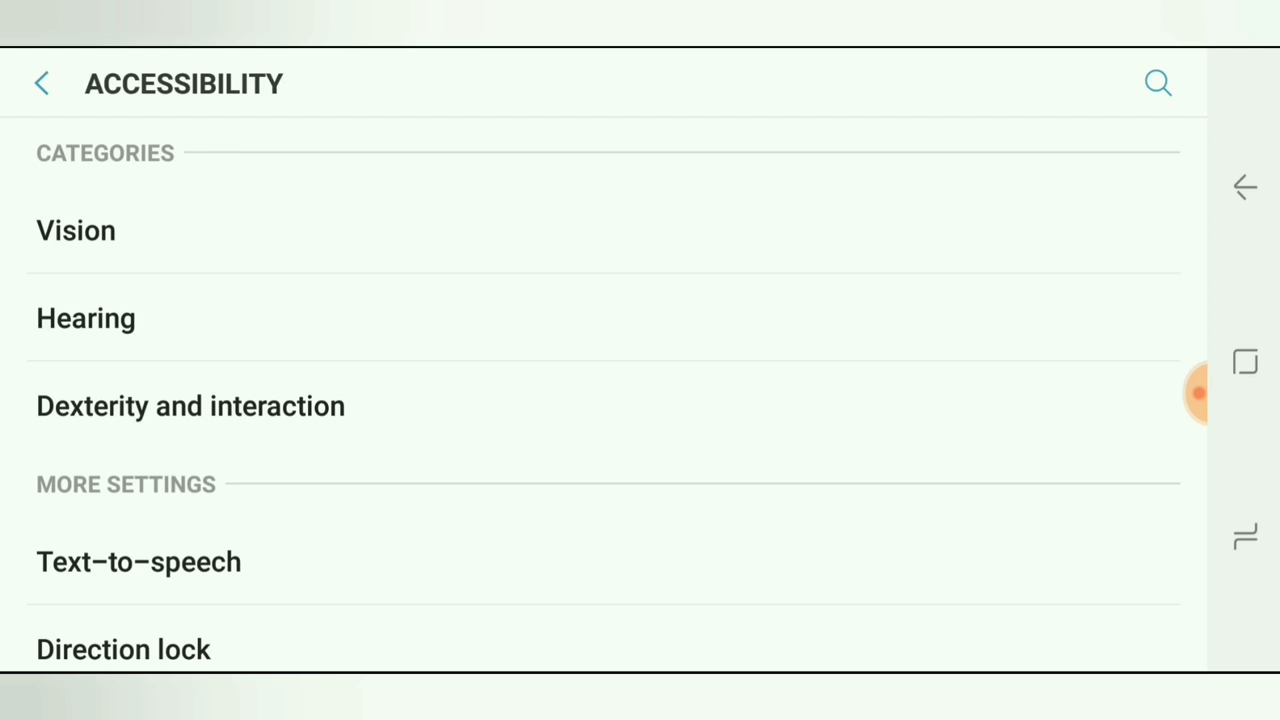 ACCESSIBILITY
CATEGORIES
Vision
Hearing
Dexterity and interaction
MORE SETTINGS
Text-to-speech
Direction lock